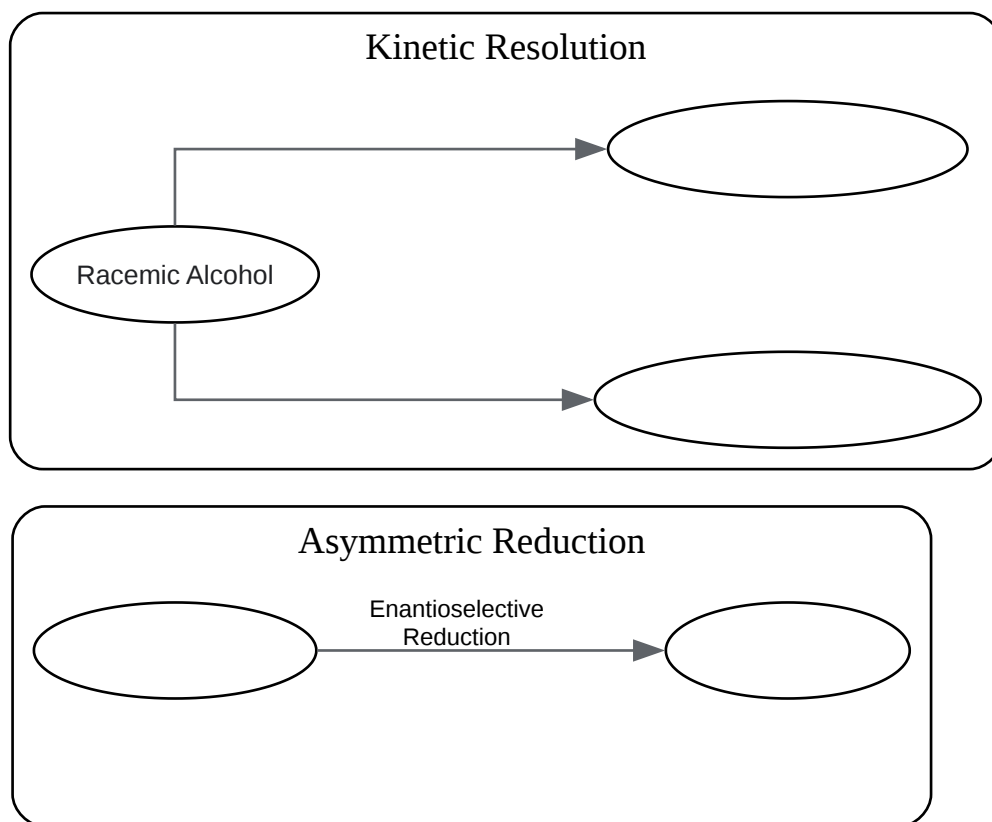 Kinetic Resolution
Racemic Alcohol
Asymmetric Reduction
Enantioselective
Reduction